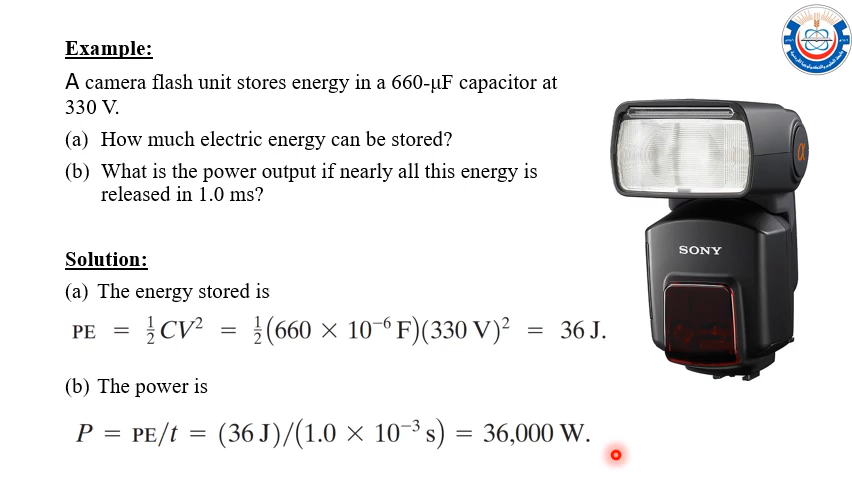 Example:
A camera flash unit stores energy in a 660-μF capacitor at
330 V.
(a) How much electric energy can be stored?
(b) What is the power output if nearly all this energy is
released in 1.0 ms?
Solution:
(a) The energy stored is
PE = ½CV² = ½(660 × 10⁻⁶ F)(330 V)² = 36 J.
(b) The power is
P = PE/t = (36 J)/(1.0 × 10⁻³ s) = 36,000 W.
SONY
α